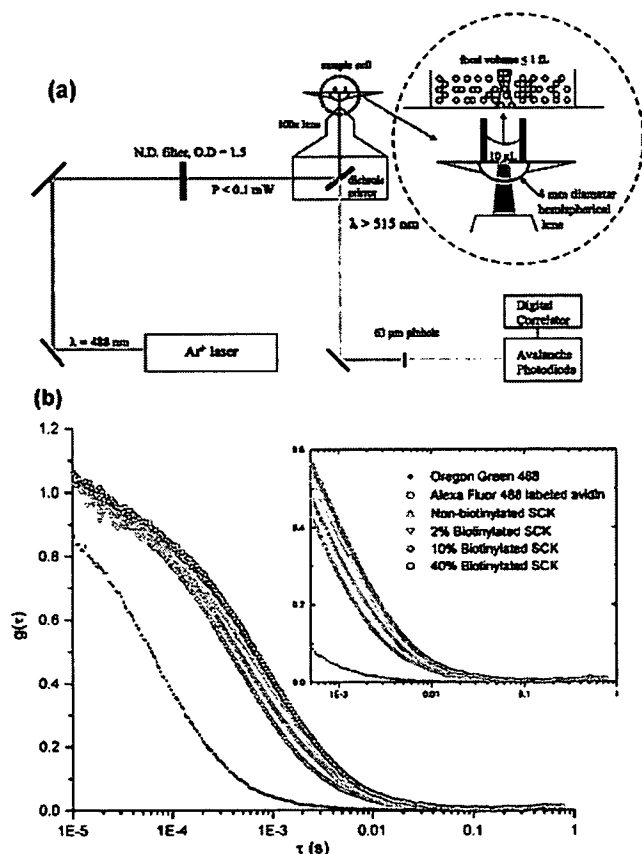 (a)
sample cell
focal volume ≤ 1 fL
100x lens
N.D. filter, O.D = 1.5
P < 0.1 mW
dichroic mirror
10 μL
4 mm diameter
hemispherical
lens
λ > 515 nm
63 μm pinhole
Digital
Correlator
Avalanche
Photodiode
λ = 488 nm
Ar⁺ laser
(b)
1.2
1.0
0.8
0.6
0.4
0.2
0.0
g(τ)
1E-5
1E-4
1E-3
0.01
0.1
1
τ (s)
0.6
0.4
0.2
0.0
1E-3
0.01
0.1
1
Oregon Green 488
Alexa Fluor 488 labeled avidin
Non-biotinylated SCK
2% Biotinylated SCK
10% Biotinylated SCK
40% Biotinylated SCK